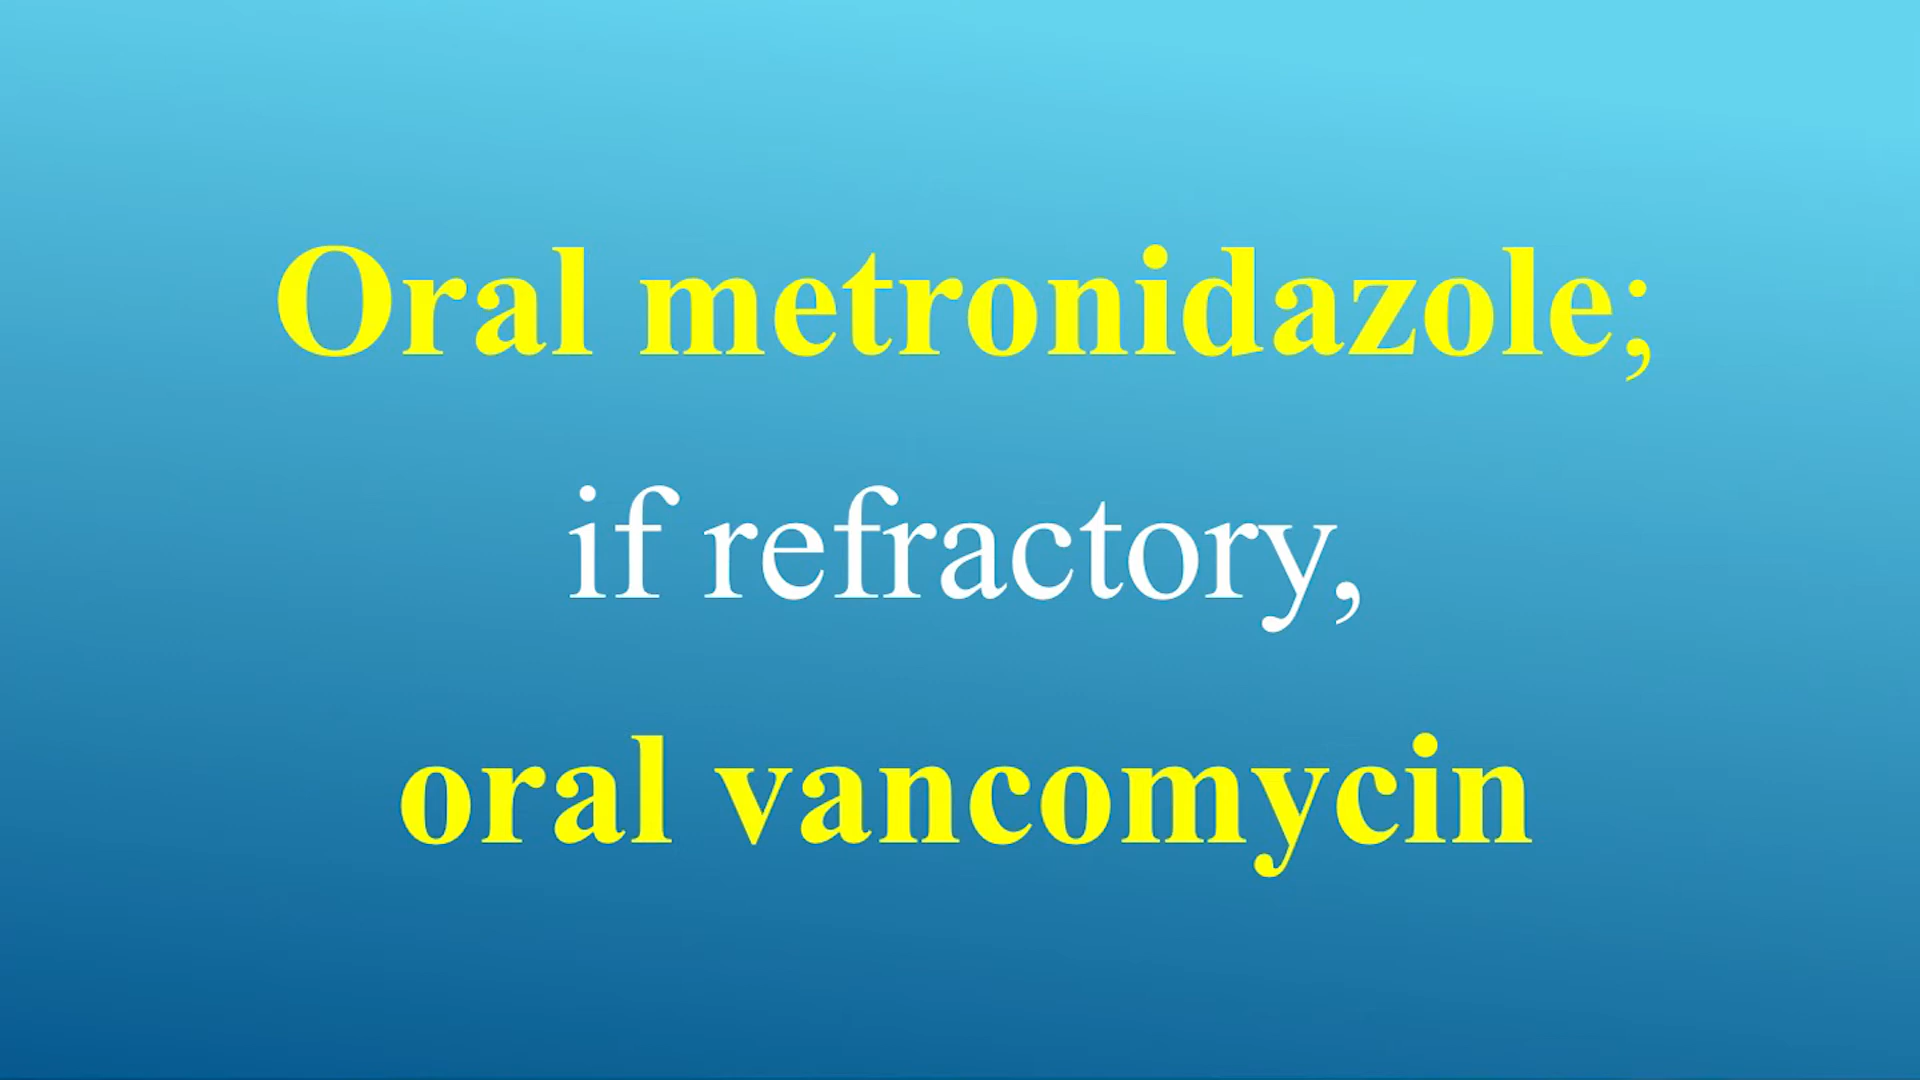 Oral metronidazole;
if refractory,
oral vancomycin